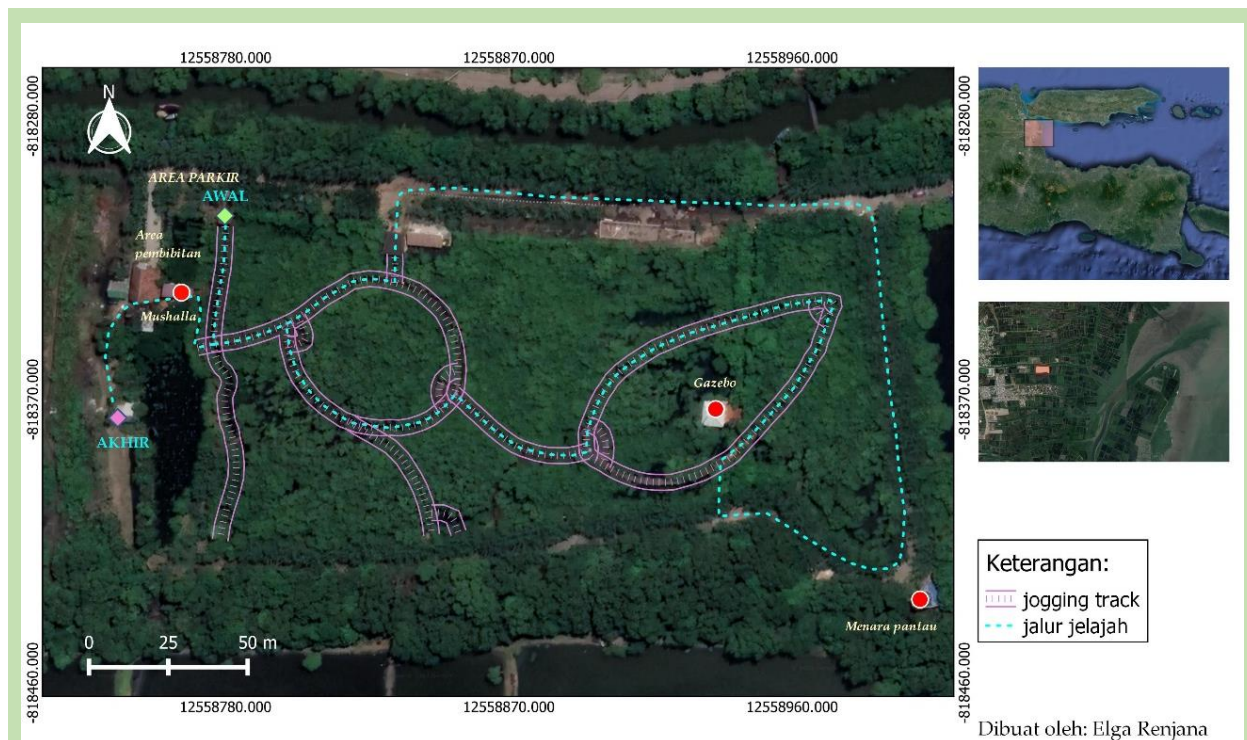 12558780.000 12558870.000 12558960.000
-818280.000
-818280.000
AREA PARKIR
AWAL
Area
pembibitan
Mushalla
-818370.000
-818370.000
Gazebo
AKHIR
Menara pantau
0 25 50 m
-818460.000
-818460.000
12558780.000 12558870.000 12558960.000
Keterangan:
jogging track
jalur jelajah
Dibuat oleh: Elga Renjana